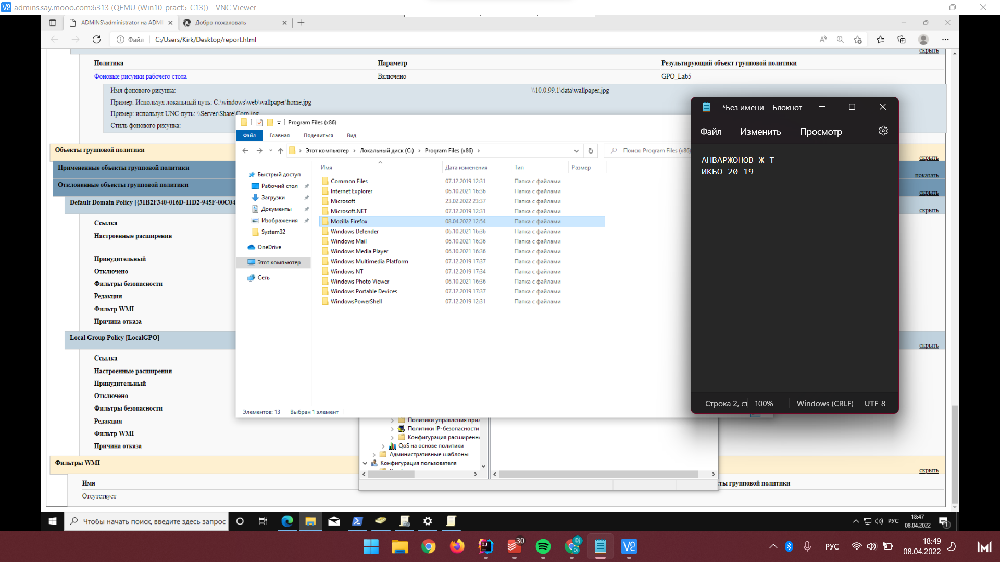 admins.say.mooo.com:6313 (QEMU (Win10_pract5_C13)) - VNC Viewer
ADMINS\administrator на ADMI
Добро пожаловать
Файл
C:/Users/Kirk/Desktop/report.html
скрыть
Политика Параметр Результирующий объект групповой политики
Фоновые рисунки рабочего стола Включено GPO_Lab5
Имя фонового рисунка: \\10.0.99.1\data\wallpaper.jpg
Пример. Используя локальный путь: C:\windows\web\wallpaper\home.jpg
Пример: используя UNC-путь: \\Server\Share\Corp.jpg
Стиль фонового рисунка:
Объекты групповой политики
скрыть
Примененные объекты групповой политики
показать
Отклоненные объекты групповой политики
скрыть
Default Domain Policy [{31B2F340-016D-11D2-945F-00C04
скрыть
Ссылка
Настроенные расширения
Принудительный
Отключено
Фильтры безопасности
Редакция
Фильтр WMI
Причина отказа
Local Group Policy [LocalGPO]
скрыть
Ссылка
Настроенные расширения
Принудительный
Отключено
Фильтры безопасности
Редакция
Фильтр WMI
Причина отказа
Фильтры WMI
скрыть
Имя
ты групповой политики
Отсутствует
Program Files (x86)
Файл Главная Поделиться Вид
Этот компьютер Локальный диск (C:) Program Files (x86)
Поиск: Program Files (x86)
Быстрый доступ
Рабочий стол
Загрузки
Документы
Изображения
System32
OneDrive
Этот компьютер
Сеть
Имя Дата изменения Тип Размер
Common Files 07.12.2019 12:31 Папка с файлами
Internet Explorer 06.10.2021 16:36 Папка с файлами
Microsoft 23.02.2022 23:37 Папка с файлами
Microsoft.NET 07.12.2019 12:31 Папка с файлами
Mozilla Firefox 08.04.2022 12:54 Папка с файлами
Windows Defender 06.10.2021 16:36 Папка с файлами
Windows Mail 06.10.2021 16:36 Папка с файлами
Windows Media Player 06.10.2021 16:36 Папка с файлами
Windows Multimedia Platform 07.12.2019 17:37 Папка с файлами
Windows NT 07.12.2019 17:34 Папка с файлами
Windows Photo Viewer 06.10.2021 16:36 Папка с файлами
Windows Portable Devices 07.12.2019 17:37 Папка с файлами
WindowsPowerShell 07.12.2019 12:31 Папка с файлами
Элементов: 13 Выбран 1 элемент
Политики управления при
Политики IP-безопасности
Конфигурация расширенн
QoS на основе политики
Административные шаблоны
Конфигурация пользователя
*Без имени – Блокнот
Файл Изменить Просмотр
АНВАРЖОНОВ Ж Т
ИКБО-20-19
Строка 2, ст 100% Windows (CRLF) UTF-8
Чтобы начать поиск, введите здесь запрос
РУС
18:47
08.04.2022
1
30
Dj
Dj
РУС
18:49
08.04.2022